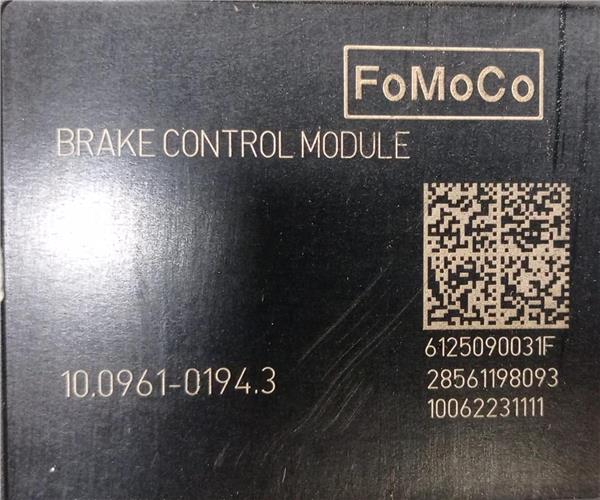 FoMoCo
BRAKE CONTROL MODULE
6125090031F
10.0961-0194.3
28561198093
10062231111